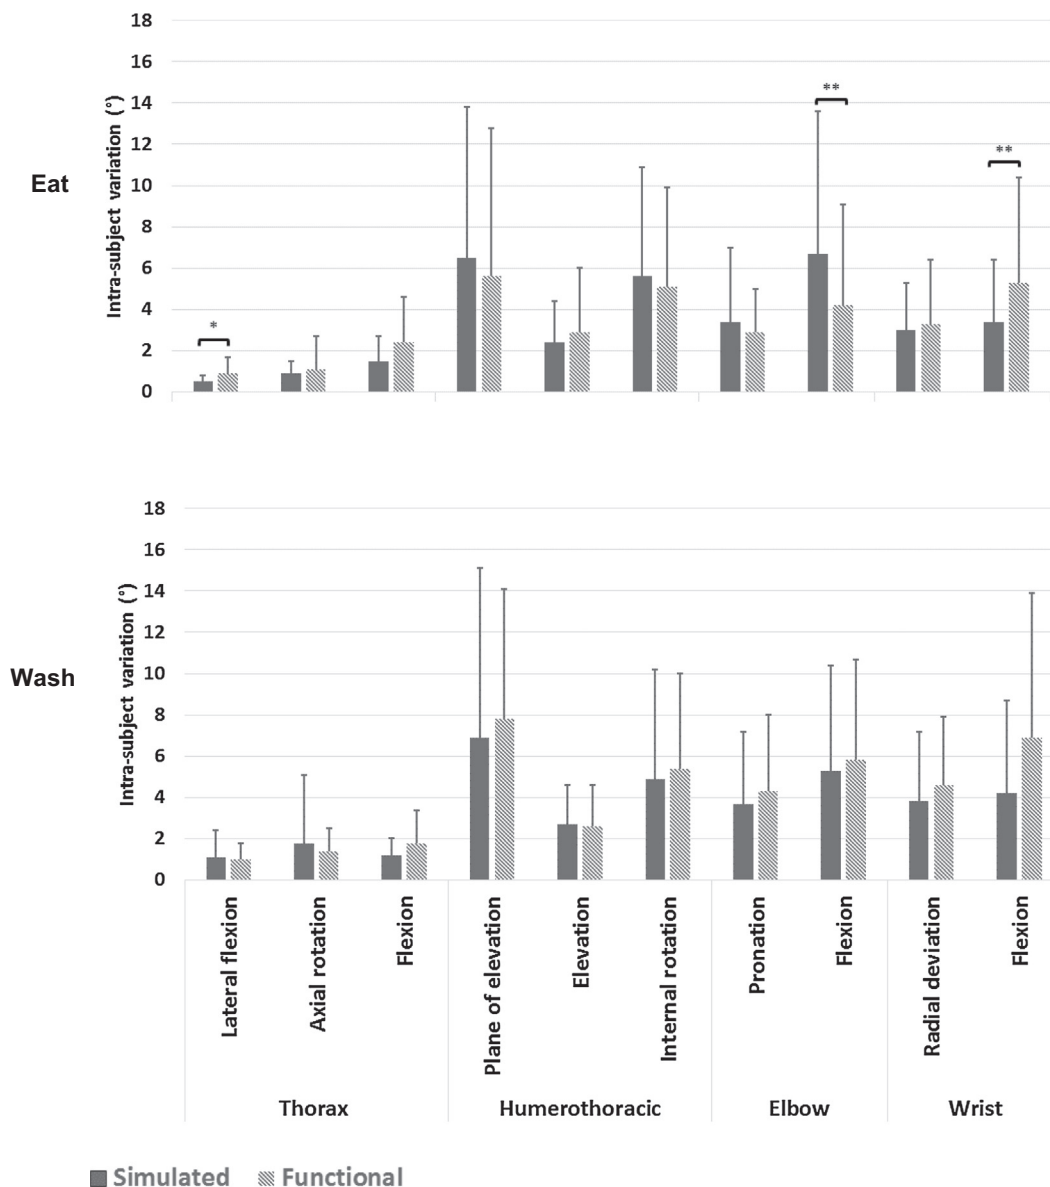 Eat
Intra-subject variation (°)
18
16
14
12
10
8
6
4
2
0
*
**
**
Wash
Intra-subject variation (°)
18
16
14
12
10
8
6
4
2
0
Lateral flexion
Axial rotation
Flexion
Plane of elevation
Elevation
Internal rotation
Pronation
Flexion
Radial deviation
Flexion
Thorax
Humerothoracic
Elbow
Wrist
Simulated
Functional